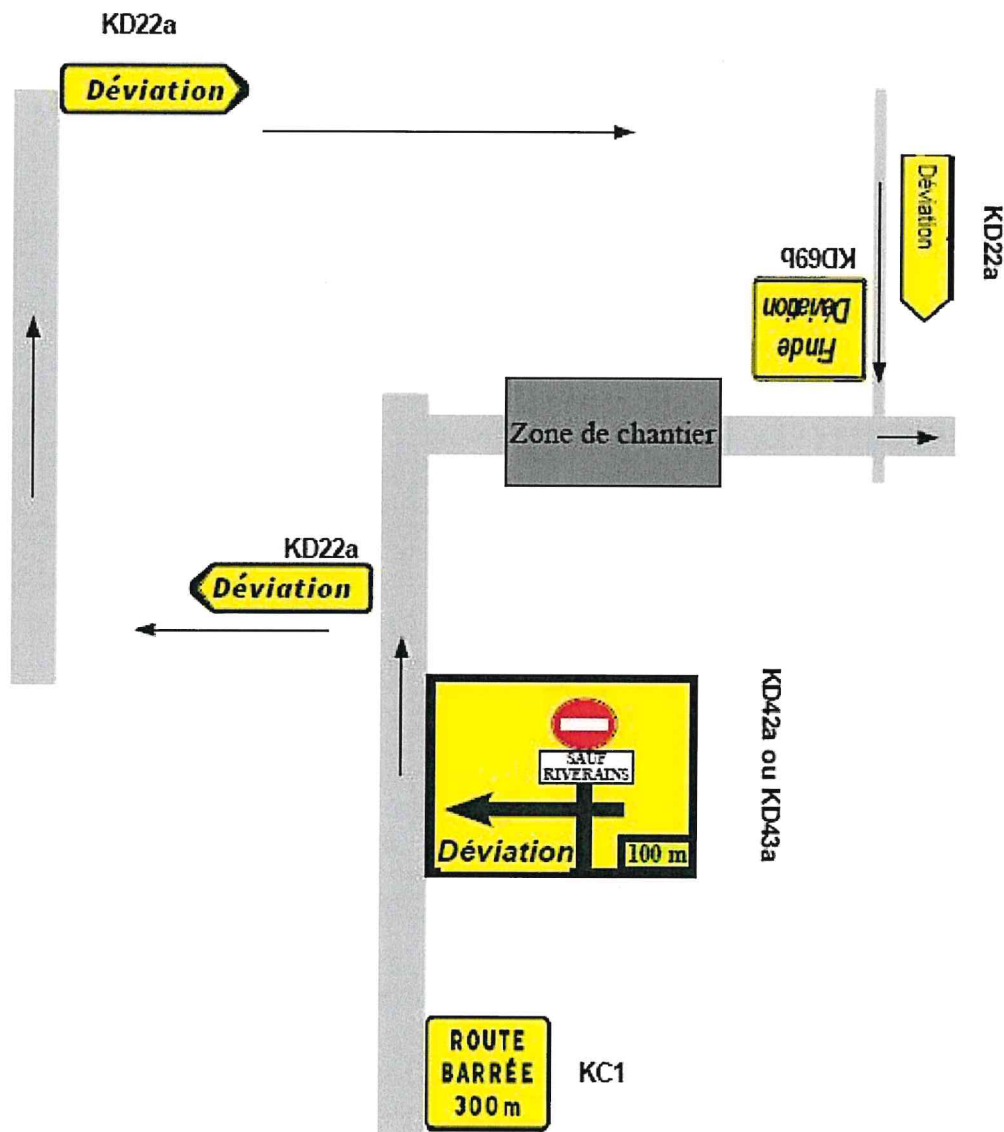 KD22a
Déviation
Déviation
KD22a
KD69b
Fin de
Déviation
Zone de chantier
KD22a
Déviation
SAUF
RIVERAINS
Déviation
100 m
KD42a ou KD43a
ROUTE
BARRÉE
300 m
KC1